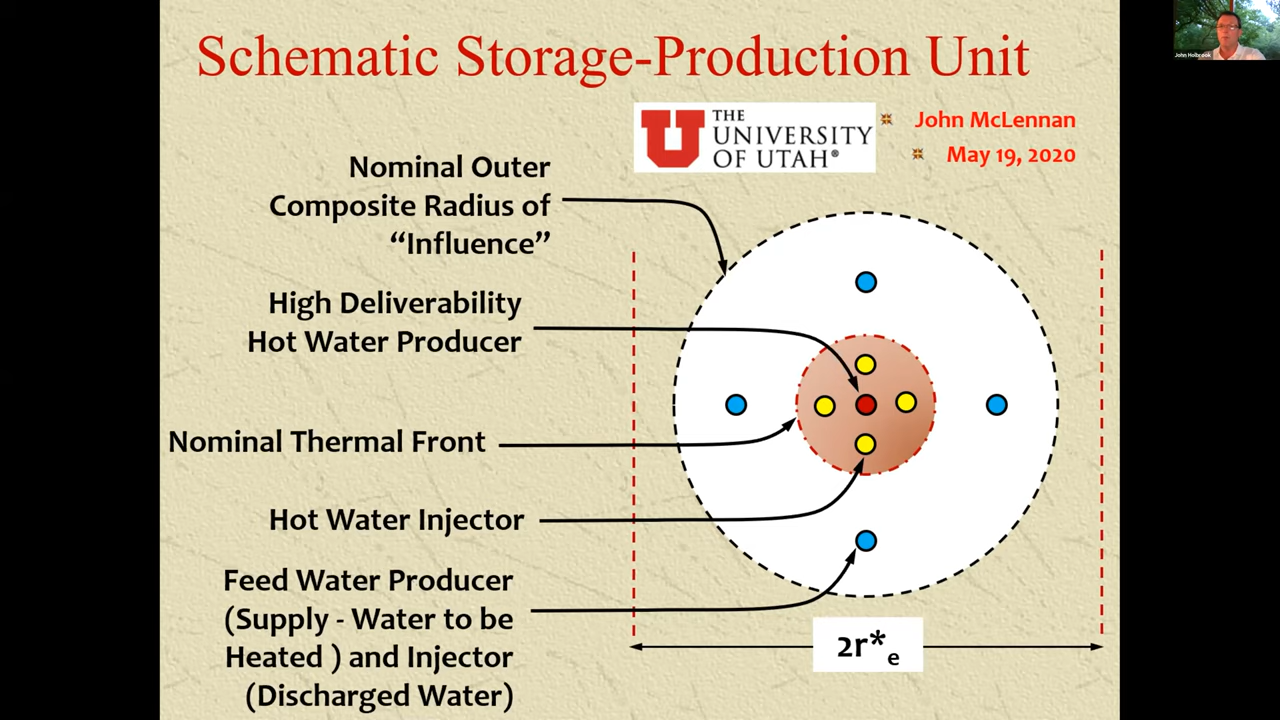 Schematic Storage-Production Unit
John Holbrook
THE
UNIVERSITY
OF UTAH®
John McLennan
May 19, 2020
Nominal Outer
Composite Radius of
“Influence”
High Deliverability
Hot Water Producer
Nominal Thermal Front
Hot Water Injector
Feed Water Producer
(Supply - Water to be
Heated ) and Injector
(Discharged Water)
2r*e